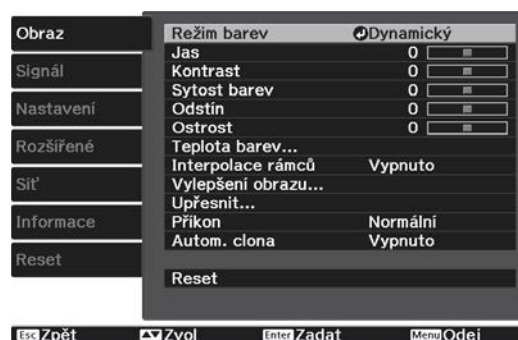 Obraz
Signál
Nastavení
Rozšířené
Síť
Informace
Reset
Režim barev Dynamický
Jas 0
Kontrast 0
Sytost barev 0
Odstín 0
Ostrost 0
Teplota barev...
Interpolace rámců Vypnuto
Vylepšení obrazu...
Upřesnit...
Příkon Normální
Autom. clona Vypnuto
Reset
Esc Zpět Zvol Enter Zadat Menu Odej